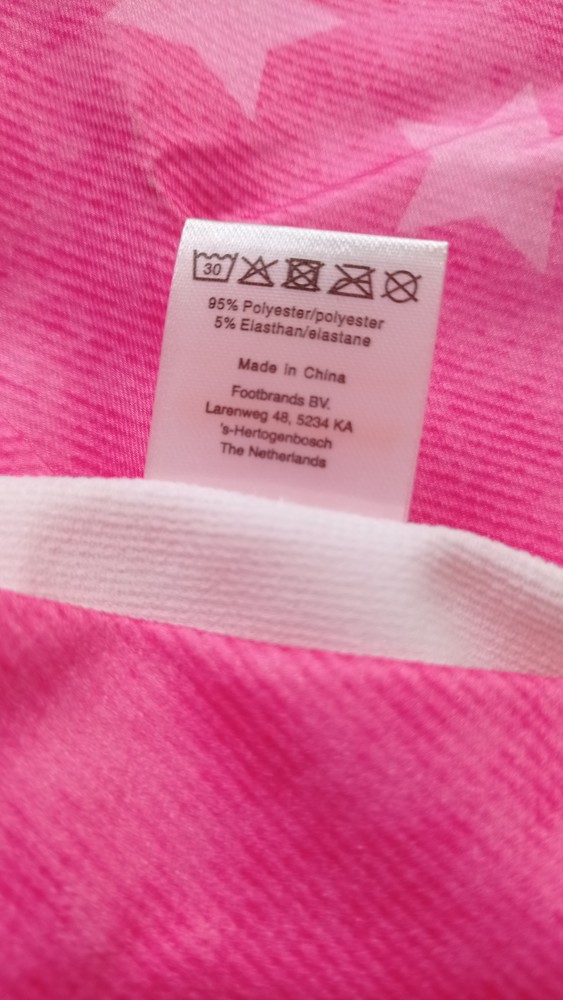 30
95% Polyester/polyester
5% Elasthan/elastane
Made in China
Footbrands BV.
Larenweg 48, 5234 KA
's-Hertogenbosch
The Netherlands